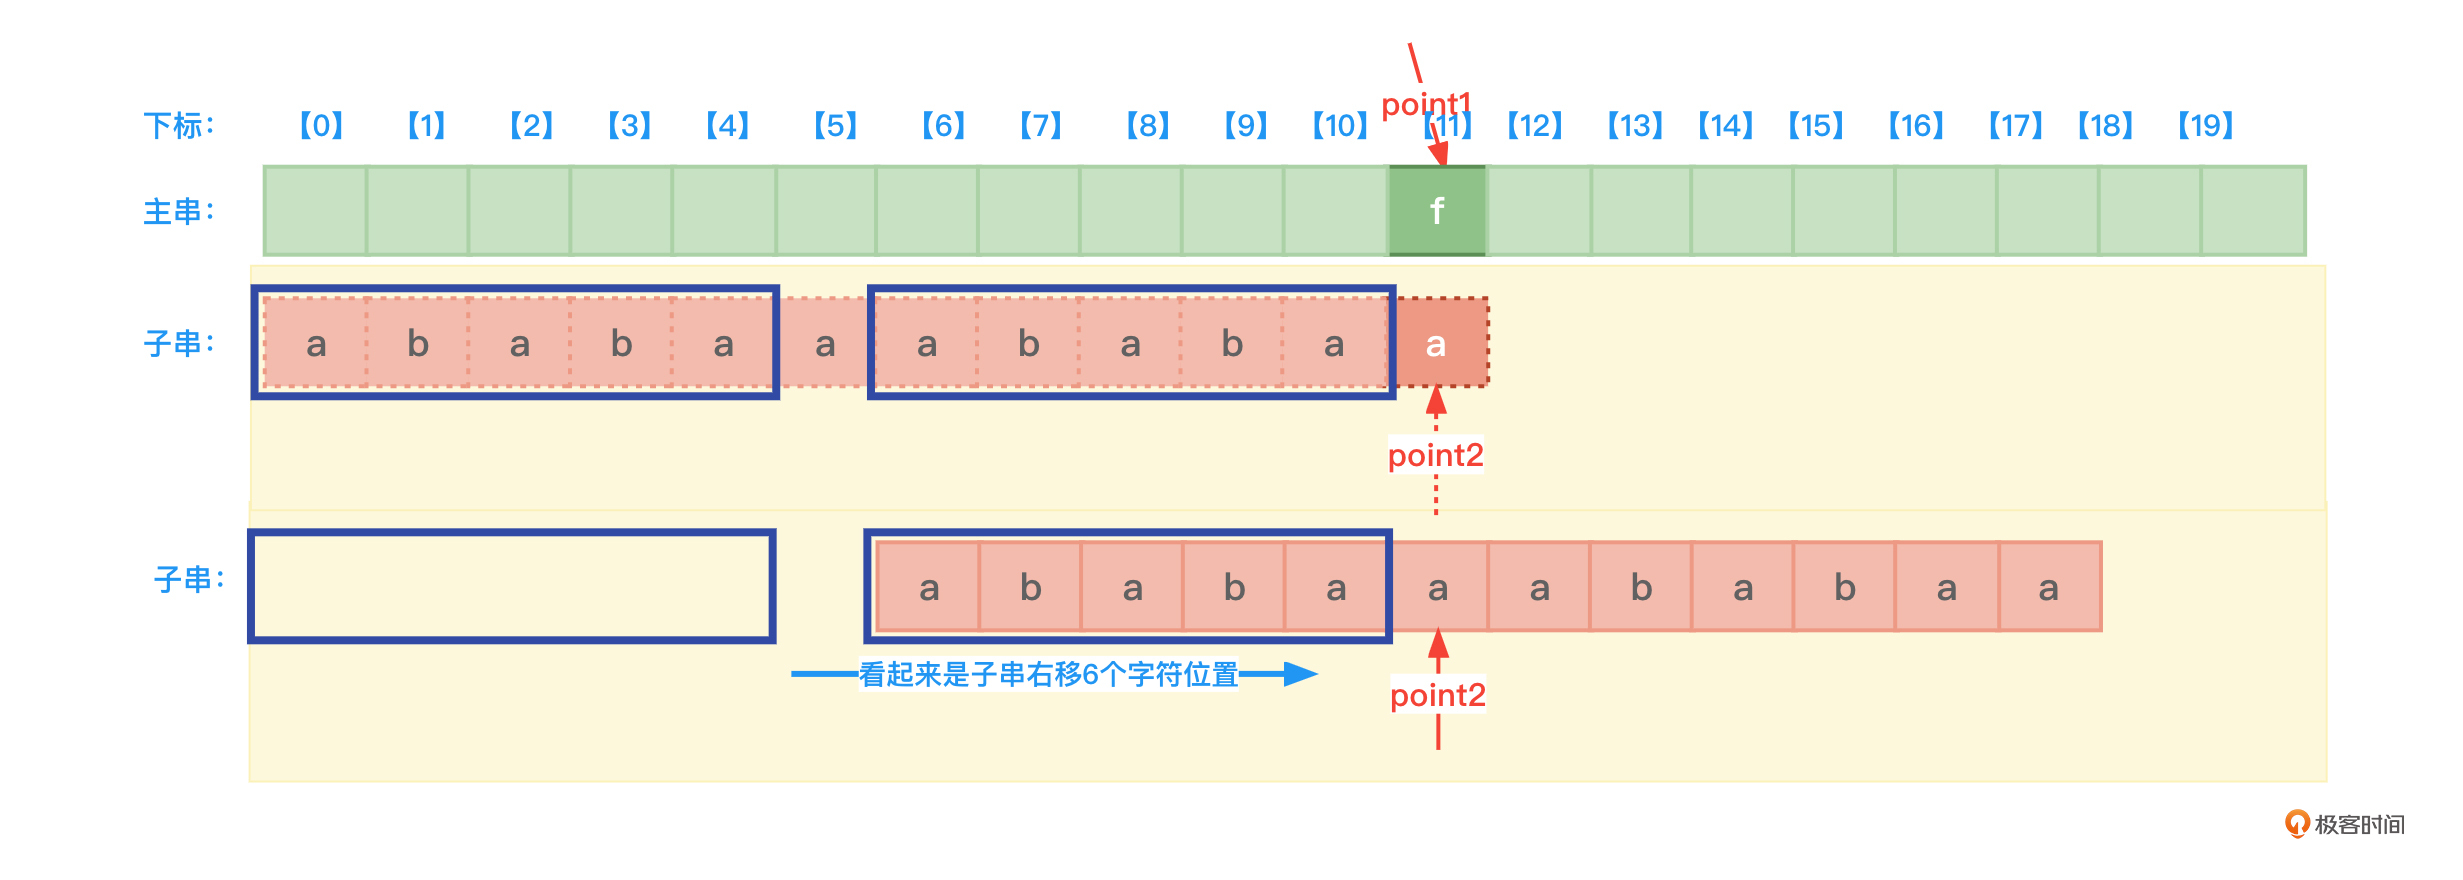 point1
下标： 【0】 【1】 【2】 【3】 【4】 【5】 【6】 【7】 【8】 【9】 【10】 【11】 【12】 【13】 【14】 【15】 【16】 【17】 【18】 【19】
主串： f
子串： a b a b a a a b a b a a
point2
子串： a b a b a a a b a b a a
看起来是子串右移6个字符位置
point2
极客时间